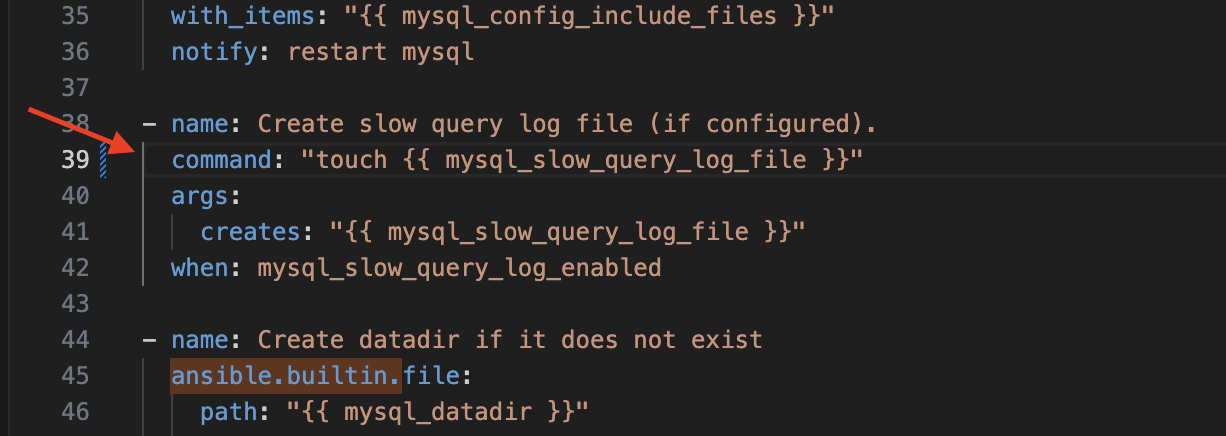 35 with_items: "{{ mysql_config_include_files }}"
36 notify: restart mysql
37
38 - name: Create slow query log file (if configured).
39 command: "touch {{ mysql_slow_query_log_file }}"
40 args:
41 creates: "{{ mysql_slow_query_log_file }}"
42 when: mysql_slow_query_log_enabled
43
44 - name: Create datadir if it does not exist
45 ansible.builtin.file:
46 path: "{{ mysql_datadir }}"